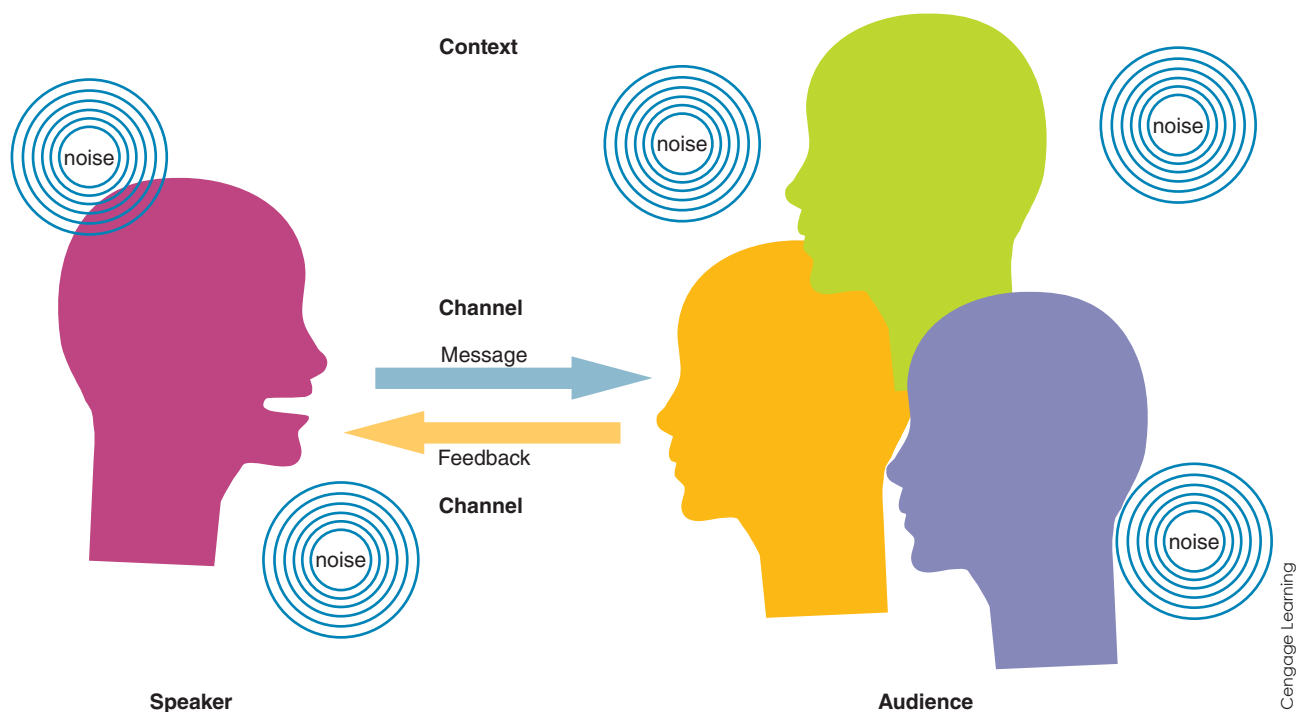 Context
noise
noise
noise
Channel
Message
Feedback
Channel
noise
noise
Speaker
Audience
Cengage Learning